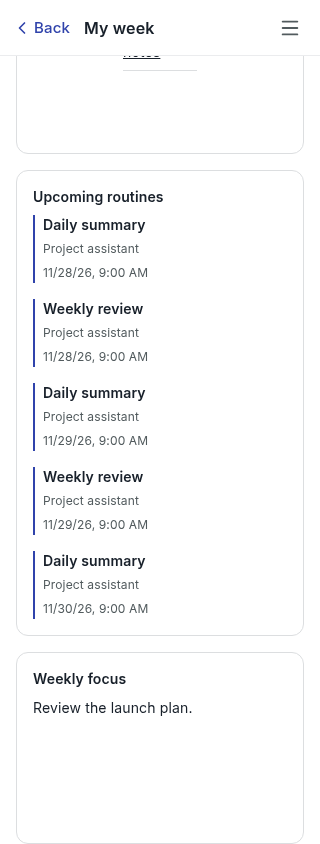 Back
My week
notes
Upcoming routines
Daily summary
Project assistant
11/28/26, 9:00 AM
Weekly review
Project assistant
11/28/26, 9:00 AM
Daily summary
Project assistant
11/29/26, 9:00 AM
Weekly review
Project assistant
11/29/26, 9:00 AM
Daily summary
Project assistant
11/30/26, 9:00 AM
Weekly focus
Review the launch plan.